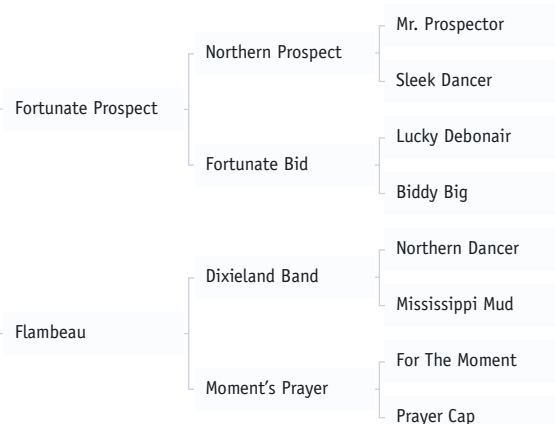 Mr. Prospector
Northern Prospect
Sleek Dancer
Fortunate Prospect
Lucky Debonair
Fortunate Bid
Biddy Big
Northern Dancer
Dixieland Band
Mississippi Mud
Flambeau
For The Moment
Moment's Prayer
Prayer Cap